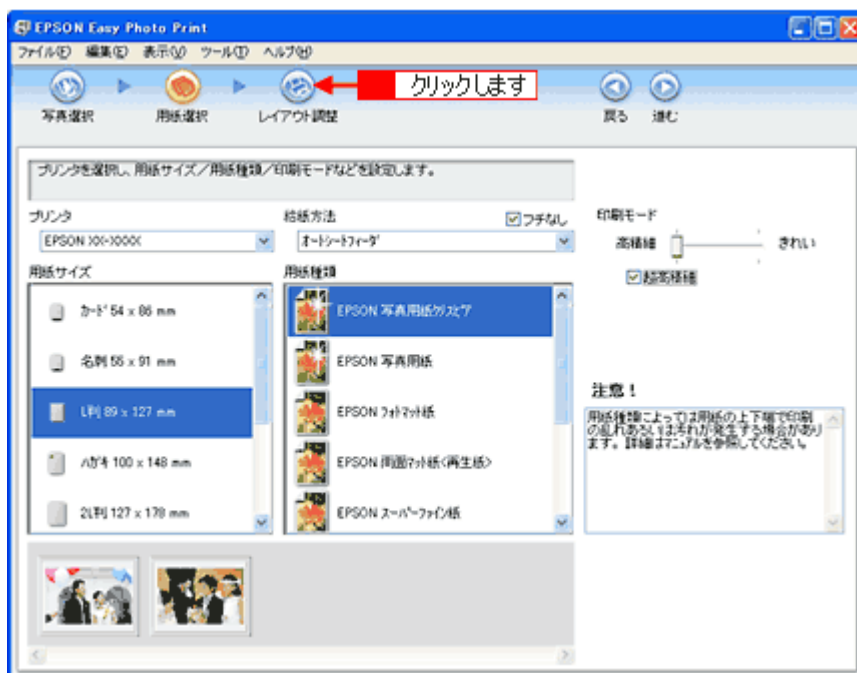 EPSON Easy Photo Print
ファイル(F) 編集(E) 表示(V) ツール(T) ヘルプ(H)
クリックします
写真選択 用紙選択 レイアウト調整 戻る 進む
プリンタを選択し、用紙サイズ/用紙種類/印刷モードなどを設定します。
プリンタ 給紙方法 フチなし 印刷モード
EPSON XX-XXXX オートシートフィーダ 高精細 きれい
超高精細
用紙サイズ 用紙種類
カード 54 x 86 mm
名刺 55 x 91 mm
L判 89 x 127 mm
ハガキ 100 x 148 mm
2L判 127 x 178 mm
EPSON 写真用紙クリスピア
EPSON 写真用紙
EPSON フォトマット紙
EPSON 両面マット紙<再生紙>
EPSON スーパーファイン紙
注意!
用紙種類によっては用紙の上下端で印刷
の乱れあるいは汚れが発生する場合があり
ます。詳細はマニュアルを参照してください。